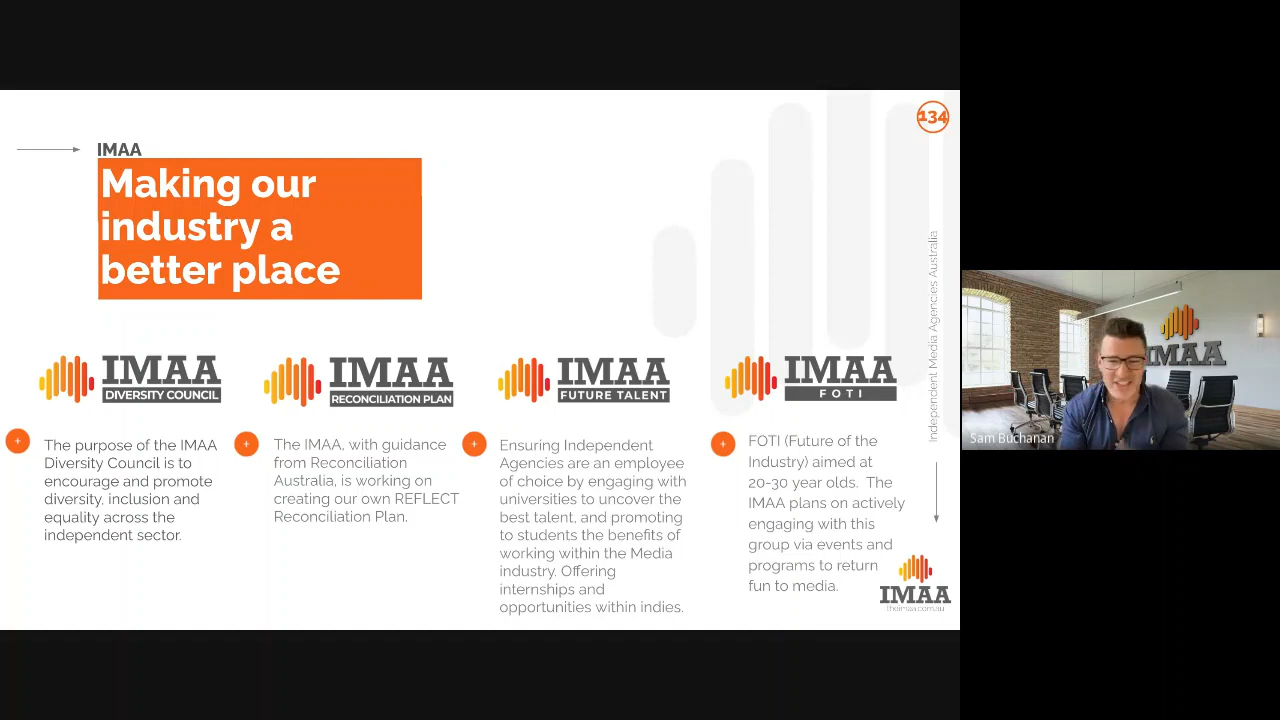 134
IMAA
Making our
industry a
better place
Independent Media Agencies Australia
IMAA
DIVERSITY COUNCIL
The purpose of the IMAA
Diversity Council is to
encourage and promote
diversity, inclusion and
equality across the
independent sector.
IMAA
RECONCILIATION PLAN
The IMAA, with guidance
from Reconciliation
Australia, is working on
creating our own REFLECT
Reconciliation Plan.
IMAA
FUTURE TALENT
Ensuring Independent
Agencies are an employee
of choice by engaging with
universities to uncover the
best talent, and promoting
to students the benefits of
working within the Media
industry. Offering
internships and
opportunities within indies.
IMAA
FOTI
FOTI (Future of the
Industry) aimed at
20-30 year olds. The
IMAA plans on actively
engaging with this
group via events and
programs to return
fun to media.
IMAA
theimaa.com.au
IMAA
Sam Buchanan